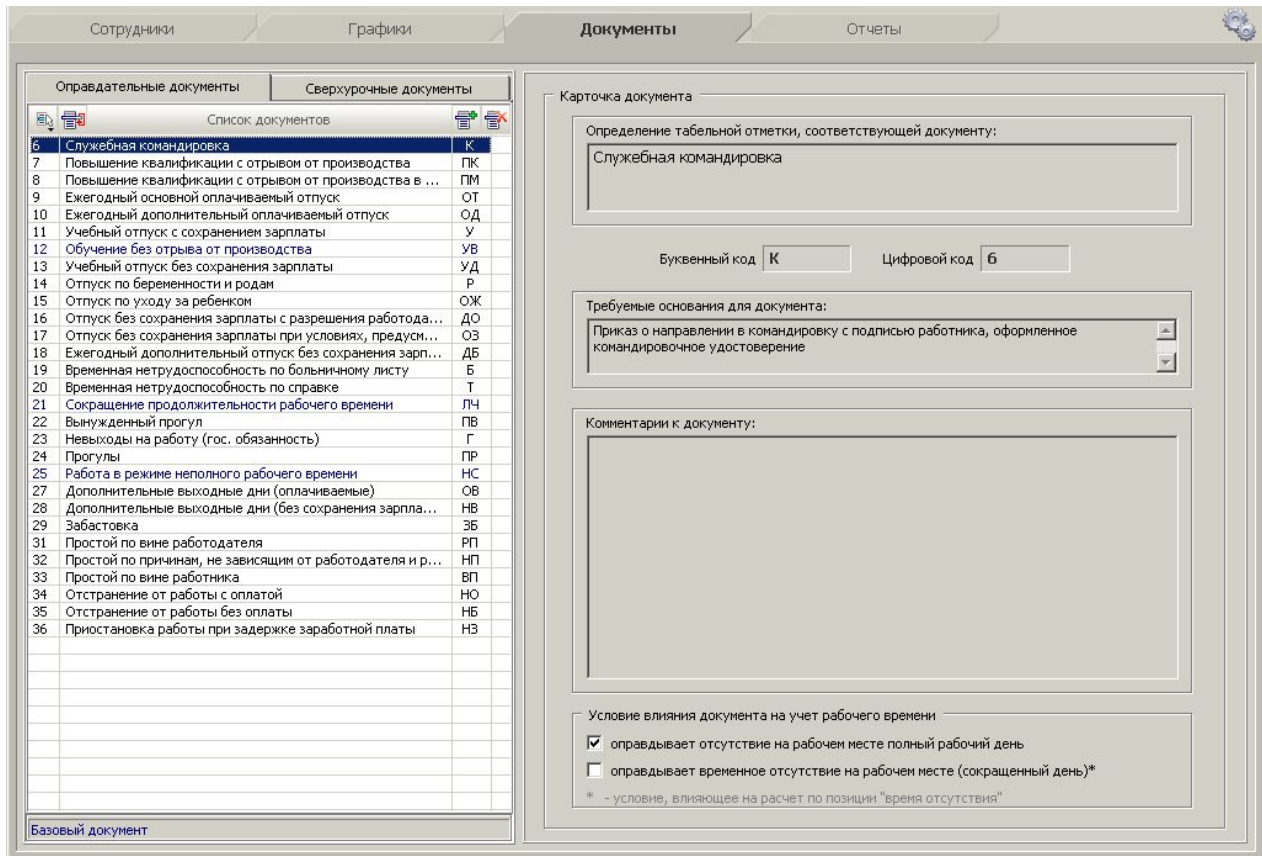 Сотрудники Графики Документы Отчеты
Оправдательные документы Сверхурочные документы
Список документов
6 Служебная командировка К
7 Повышение квалификации с отрывом от производства ПК
8 Повышение квалификации с отрывом от производства в ... ПМ
9 Ежегодный основной оплачиваемый отпуск ОТ
10 Ежегодный дополнительный оплачиваемый отпуск ОД
11 Учебный отпуск с сохранением зарплаты У
12 Обучение без отрыва от производства УВ
13 Учебный отпуск без сохранения зарплаты УД
14 Отпуск по беременности и родам Р
15 Отпуск по уходу за ребенком ОЖ
16 Отпуск без сохранения зарплаты с разрешения работода... ДО
17 Отпуск без сохранения зарплаты при условиях, предусм... ОЗ
18 Ежегодный дополнительный отпуск без сохранения зарп... ДБ
19 Временная нетрудоспособность по больничному листу Б
20 Временная нетрудоспособность по справке Т
21 Сокращение продолжительности рабочего времени ЛЧ
22 Вынужденный прогул ПВ
23 Невыходы на работу (гос. обязанность) Г
24 Прогулы ПР
25 Работа в режиме неполного рабочего времени НС
27 Дополнительные выходные дни (оплачиваемые) ОВ
28 Дополнительные выходные дни (без сохранения зарпла... НВ
29 Забастовка ЗБ
31 Простой по вине работодателя РП
32 Простой по причинам, не зависящим от работодателя и р... НП
33 Простой по вине работника ВП
34 Отстранение от работы с оплатой НО
35 Отстранение от работы без оплаты НБ
36 Приостановка работы при задержке заработной платы НЗ
Базовый документ
Карточка документа
Определение табельной отметки, соответствующей документу:
Служебная командировка
Буквенный код К Цифровой код 6
Требуемые основания для документа:
Приказ о направлении в командировку с подписью работника, оформленное
командировочное удостоверение
Комментарии к документу:
Условие влияния документа на учет рабочего времени
оправдывает отсутствие на рабочем месте полный рабочий день
оправдывает временное отсутствие на рабочем месте (сокращенный день)*
* - условие, влияющее на расчет по позиции "время отсутствия"